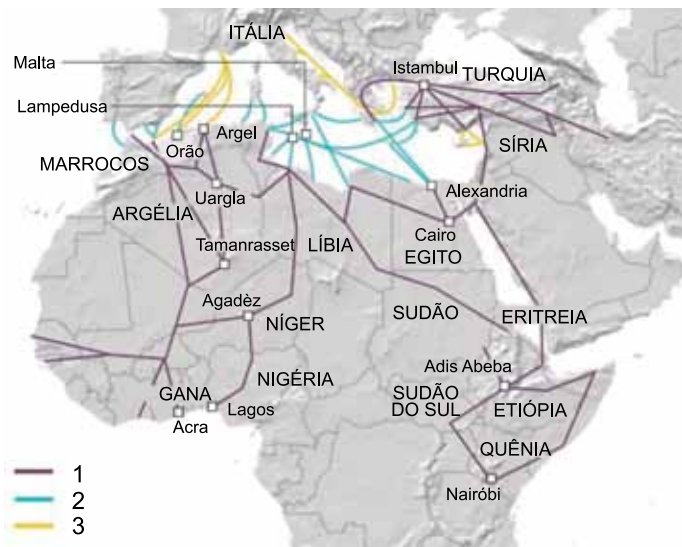 ITÁLIA
Malta
Istambul
TURQUIA
Lampedusa
Argel
Orão
SÍRIA
MARROCOS
Uargla
Alexandria
ARGÉLIA
Cairo
Tamanrasset
LÍBIA
EGITO
Agadèz
SUDÃO
ERITREIA
NÍGER
Adis Abeba
NIGÉRIA
SUDÃO
DO SUL
GANA
Lagos
ETIÓPIA
Acra
QUÊNIA
Nairóbi
1
2
3